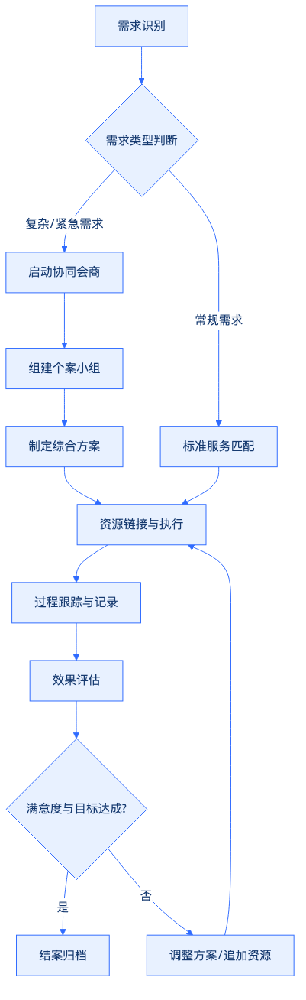 需求识别
需求类型判断
复杂/紧急需求
启动协同会商
常规需求
组建个案小组
制定综合方案
标准服务匹配
资源链接与执行
过程跟踪与记录
效果评估
满意度与目标达成?
是
否
结案归档
调整方案/追加资源